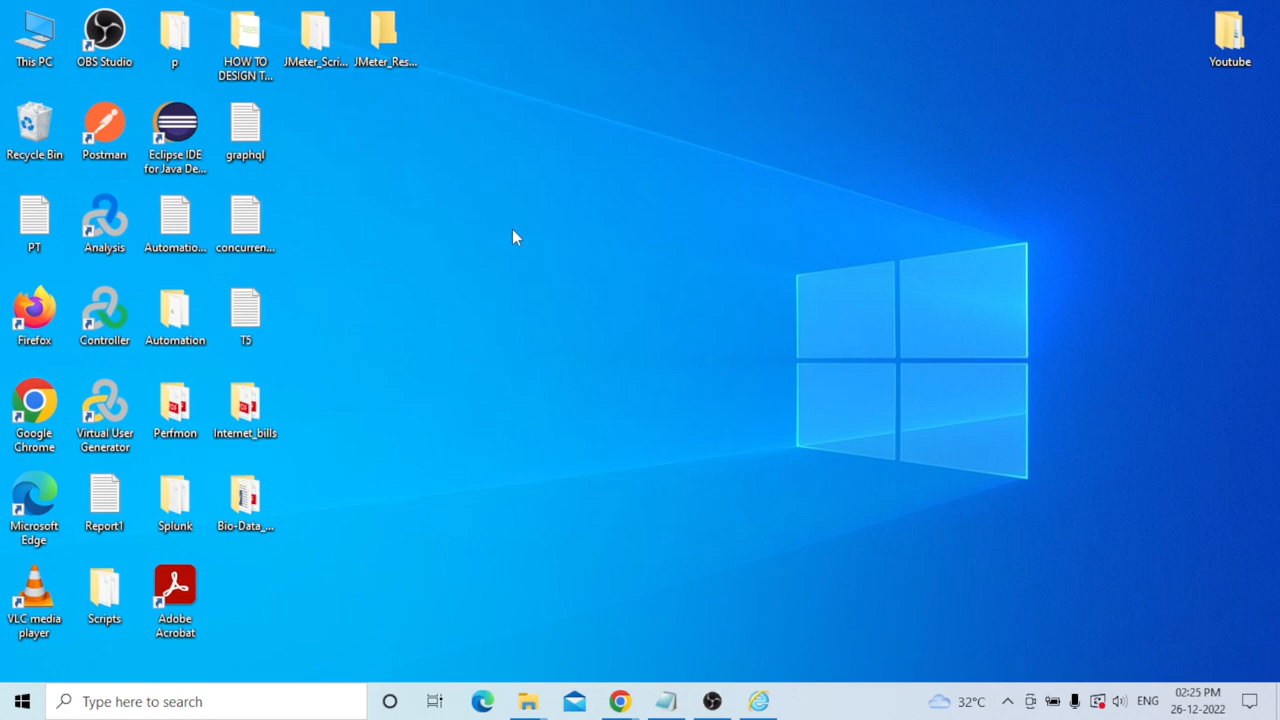 This PC
OBS Studio
p
HOW TO
DESIGN T...
JMeter_Scri...
JMeter_Res...
Youtube
Recycle Bin
Postman
Eclipse IDE
for Java De...
graphql
PT
Analysis
Automatio...
concurren...
Firefox
Controller
Automation
T5
Google
Chrome
Virtual User
Generator
Perfmon
Internet_bills
Microsoft
Edge
Report1
Splunk
Bio-Data_...
VLC media
player
Scripts
Adobe
Acrobat
Type here to search
32°C
ENG
02:25 PM
26-12-2022